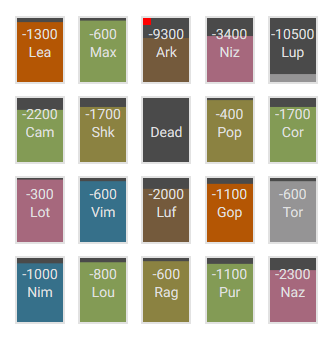 -1300 -600 -9300 -3400 -10500
Lea Max Ark Niz Lup
-2200 -1700 -400 -1700
Cam Shk Dead Pop Cor
-300 -600 -2000 -1100 -600
Lot Vim Luf Gop Tor
-1000 -800 -600 -1100 -2300
Nim Lou Rag Pur Naz